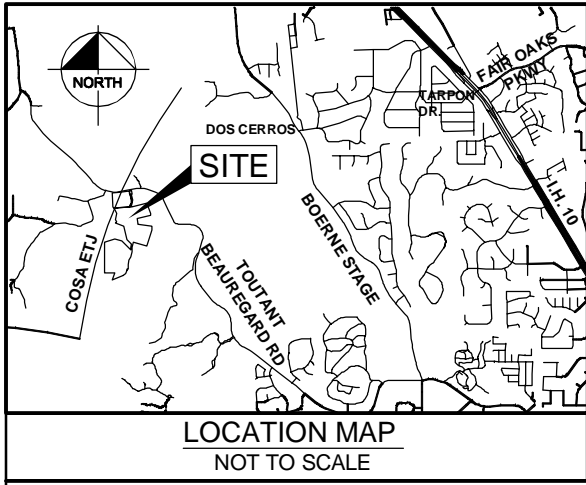 NORTH
FAIR OAKS
PKWY
TARPON
DR.
DOS CERROS
SITE
I.H. 10
BOERNE STAGE
COSA ETJ
TOUTANT
BEAUREGARD RD
LOCATION MAP
NOT TO SCALE